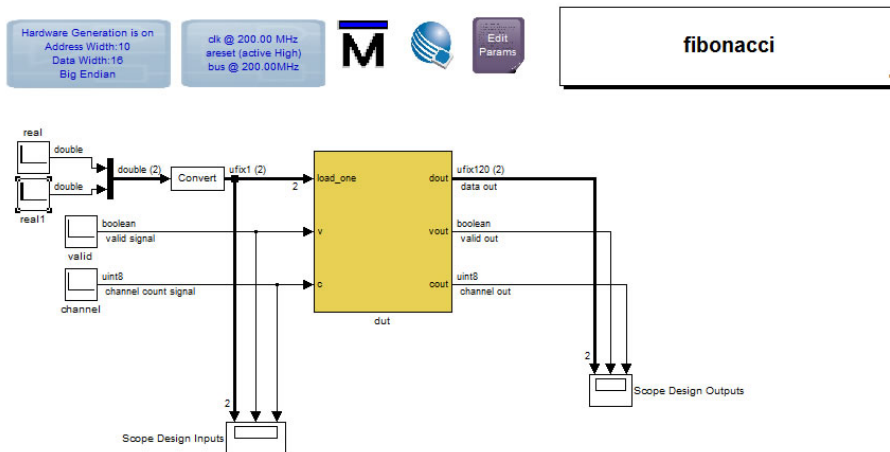 Hardware Generation is on
Address Width:10
Data Width:16
Big Endian
clk @ 200.00 MHz
areset (active High)
bus @ 200.00MHz
M
Edit
Params
fibonacci
real
double
double (2)
Convert
ufix1 (2)
2
load_one
dout
ufix120 (2)
data out
double
real1
boolean
valid signal
v
vout
boolean
valid out
valid
uint8
channel count signal
c
cout
uint8
channel out
channel
dut
2
Scope Design Outputs
2
Scope Design Inputs